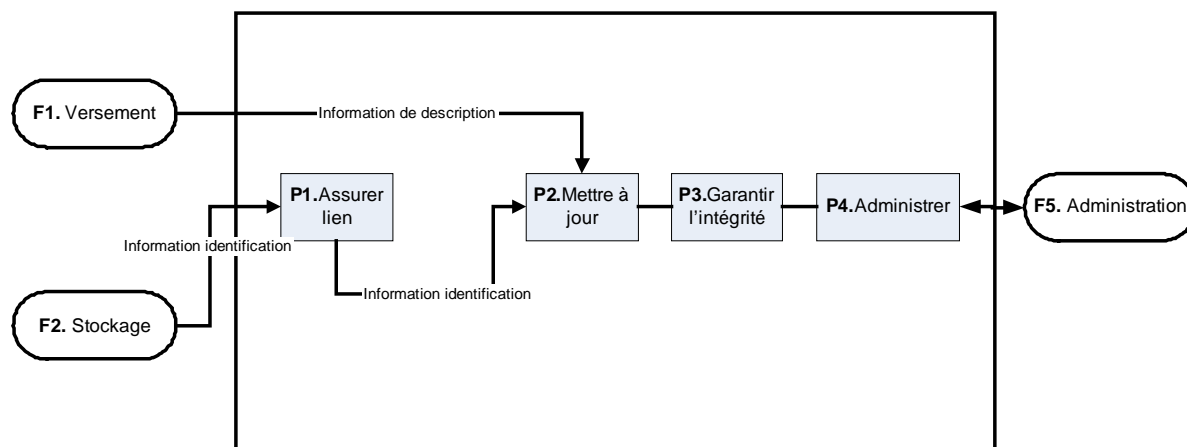 F1. Versement
Information de description
P1.Assurer
lien
P2.Mettre à
jour
P3.Garantir
l'intégrité
P4.Administrer
F5. Administration
Information identification
Information identification
F2. Stockage